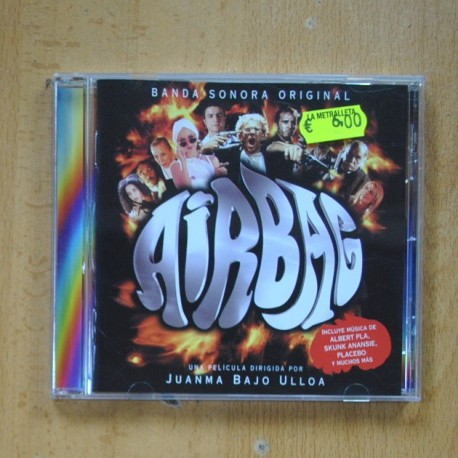 BANDA SONORA ORIGINAL
LA METRALLETA
€ 6.00
AIRBAG
INCLUYE MÚSICA DE
ALBERT PLA,
SKUNK ANANSIE,
PLACEBO
Y MUCHOS MÁS
UNA PELÍCULA DIRIGIDA POR
JUANMA BAJO ULLOA